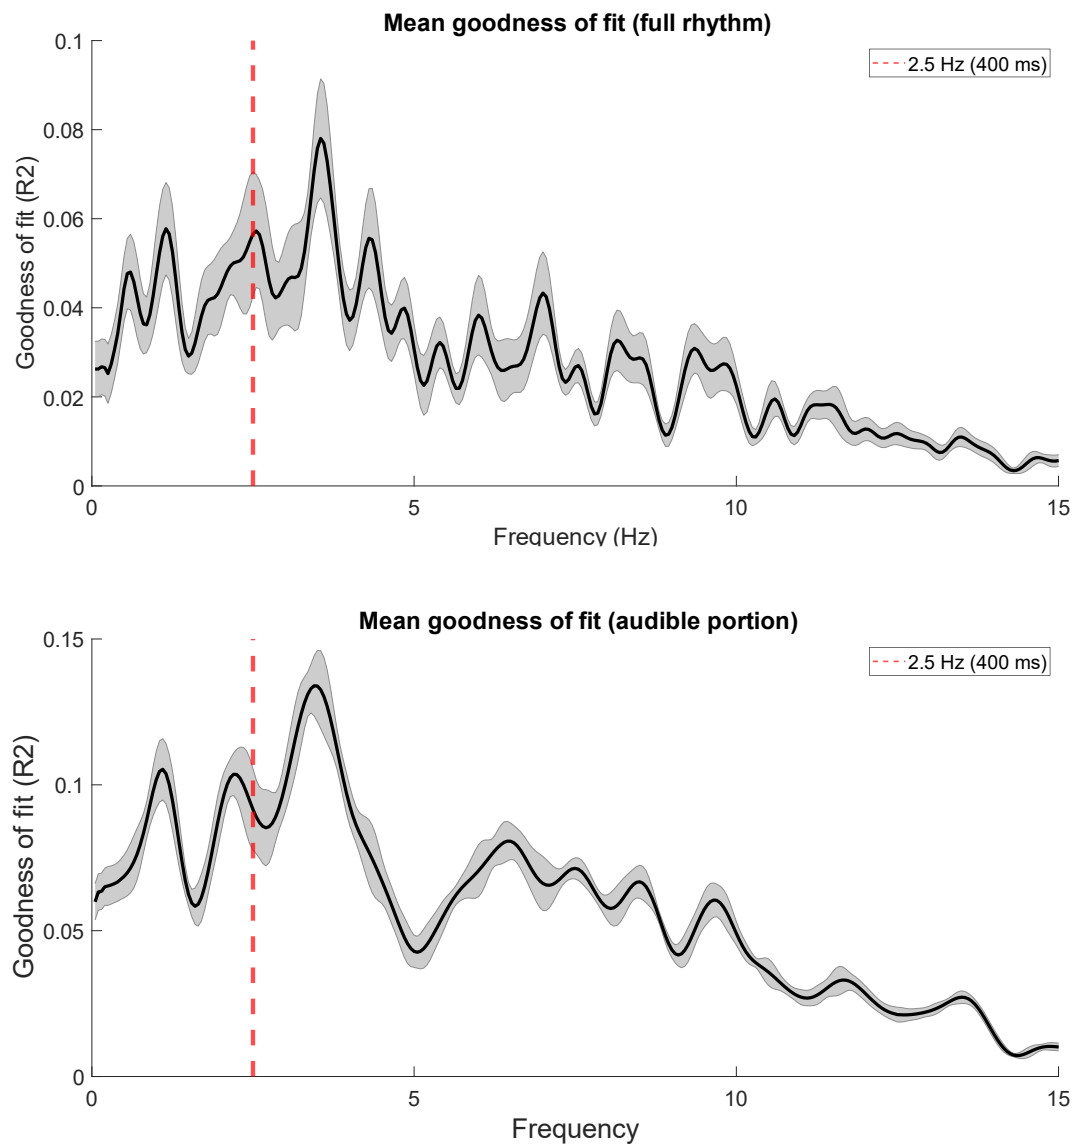 Mean goodness of fit (full rhythm)
0.1
2.5 Hz (400 ms)
0.08
0.06
0.04
0.02
0
Goodness of fit (R2)
0
5
10
15
Frequency (Hz)
Mean goodness of fit (audible portion)
0.15
2.5 Hz (400 ms)
0.1
0.05
0
Goodness of fit (R2)
0
5
10
15
Frequency